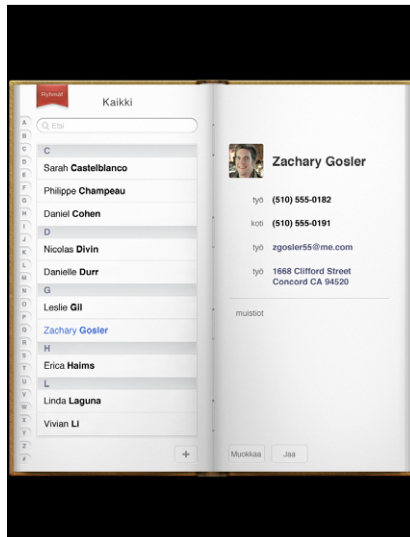 Ryhmät
Kaikki
Etsi
A
B
C
D
E
F
G
H
I
J
K
L
M
N
O
P
Q
R
S
T
U
V
W
X
Y
Z
#
C
Sarah Castelblanco
Philippe Champeau
Daniel Cohen
D
Nicolas Divin
Danielle Durr
G
Leslie Gil
Zachary Gosler
H
Erica Haims
L
Linda Laguna
Vivian Li
+
Zachary Gosler
työ (510) 555-0182
koti (510) 555-0191
työ zgosler55@me.com
työ 1668 Clifford Street
Concord CA 94520
muistiot
Muokkaa Jaa